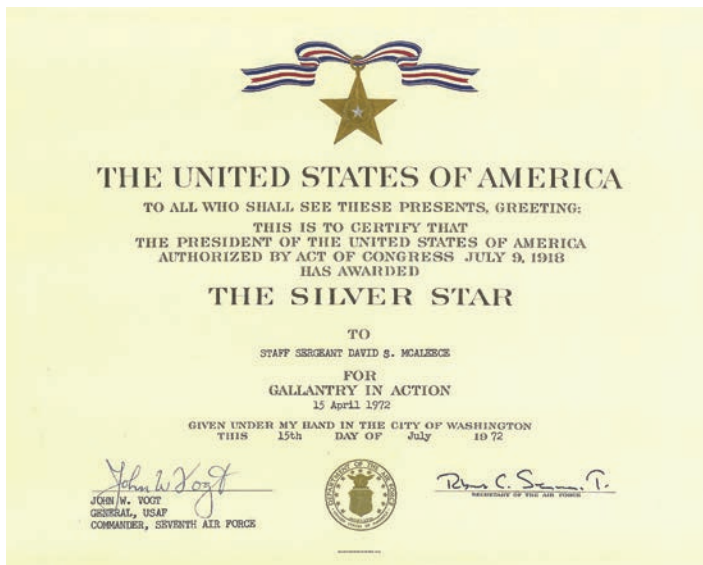 THE UNITED STATES OF AMERICA
TO ALL WHO SHALL SEE THESE PRESENTS, GREETING:
THIS IS TO CERTIFY THAT
THE PRESIDENT OF THE UNITED STATES OF AMERICA
AUTHORIZED BY ACT OF CONGRESS JULY 9, 1918
HAS AWARDED
THE SILVER STAR
TO
STAFF SERGEANT DAVID S. MCALEECE
FOR
GALLANTRY IN ACTION
15 April 1972
GIVEN UNDER MY HAND IN THE CITY OF WASHINGTON
THIS 15th DAY OF July 1972
John W Vogt
JOHN W. VOGT
GENERAL, USAF
COMMANDER, SEVENTH AIR FORCE
DEPARTMENT OF THE AIR FORCE
SECRETARY OF THE AIR FORCE